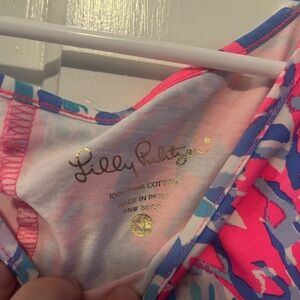 Lilly Pulitzer®
100% PIMA COTTON
MADE IN PERU